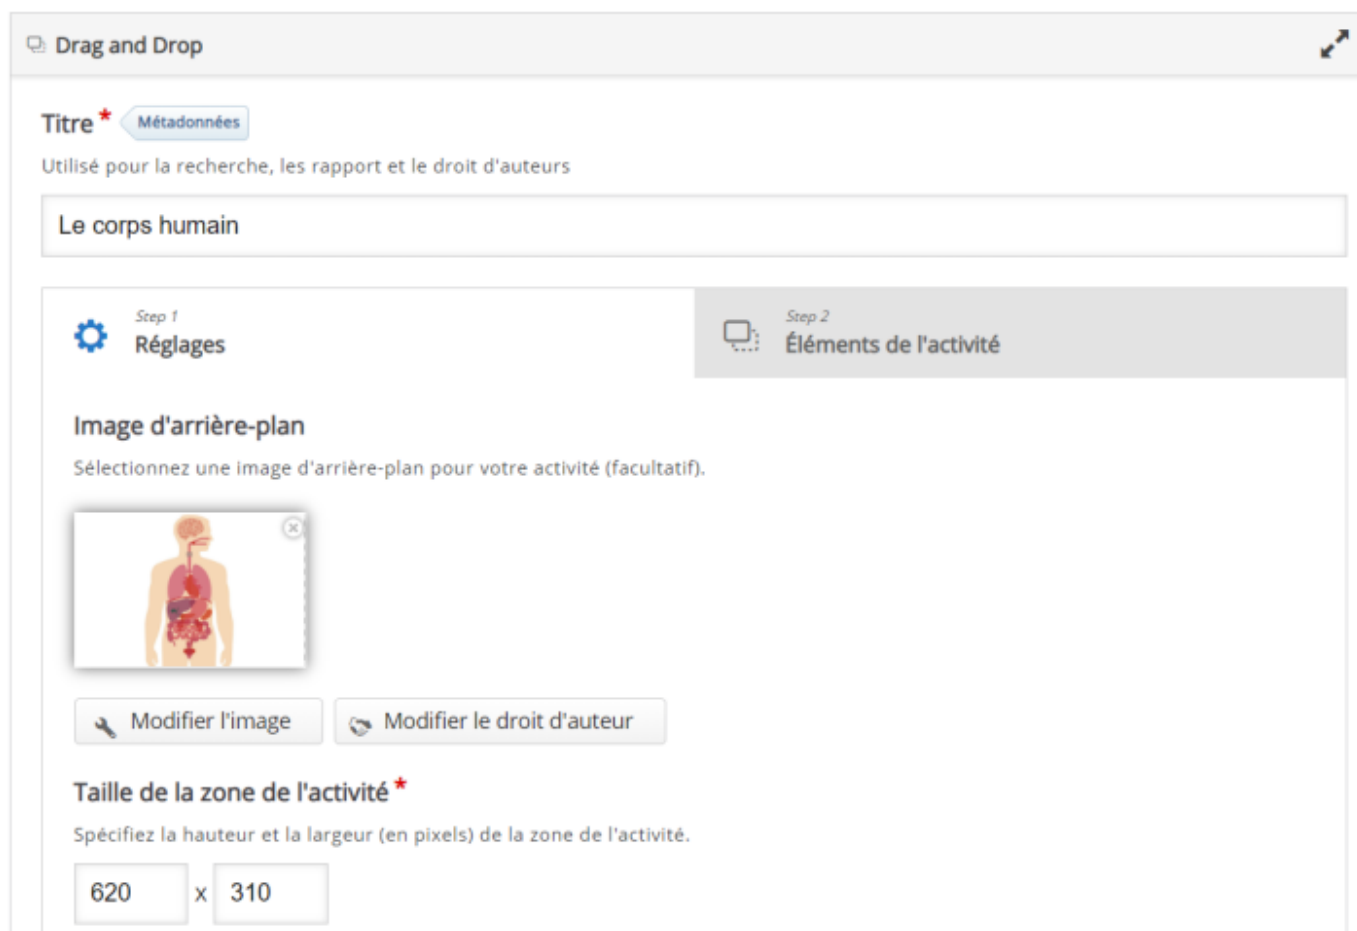 Drag and Drop
Titre * Métadonnées
Utilisé pour la recherche, les rapport et le droit d'auteurs
Le corps humain
Step 1
Réglages
Step 2
Éléments de l'activité
Image d'arrière-plan
Sélectionnez une image d'arrière-plan pour votre activité (facultatif).
Modifier l'image
Modifier le droit d'auteur
Taille de la zone de l'activité *
Spécifiez la hauteur et la largeur (en pixels) de la zone de l'activité.
620 x 310